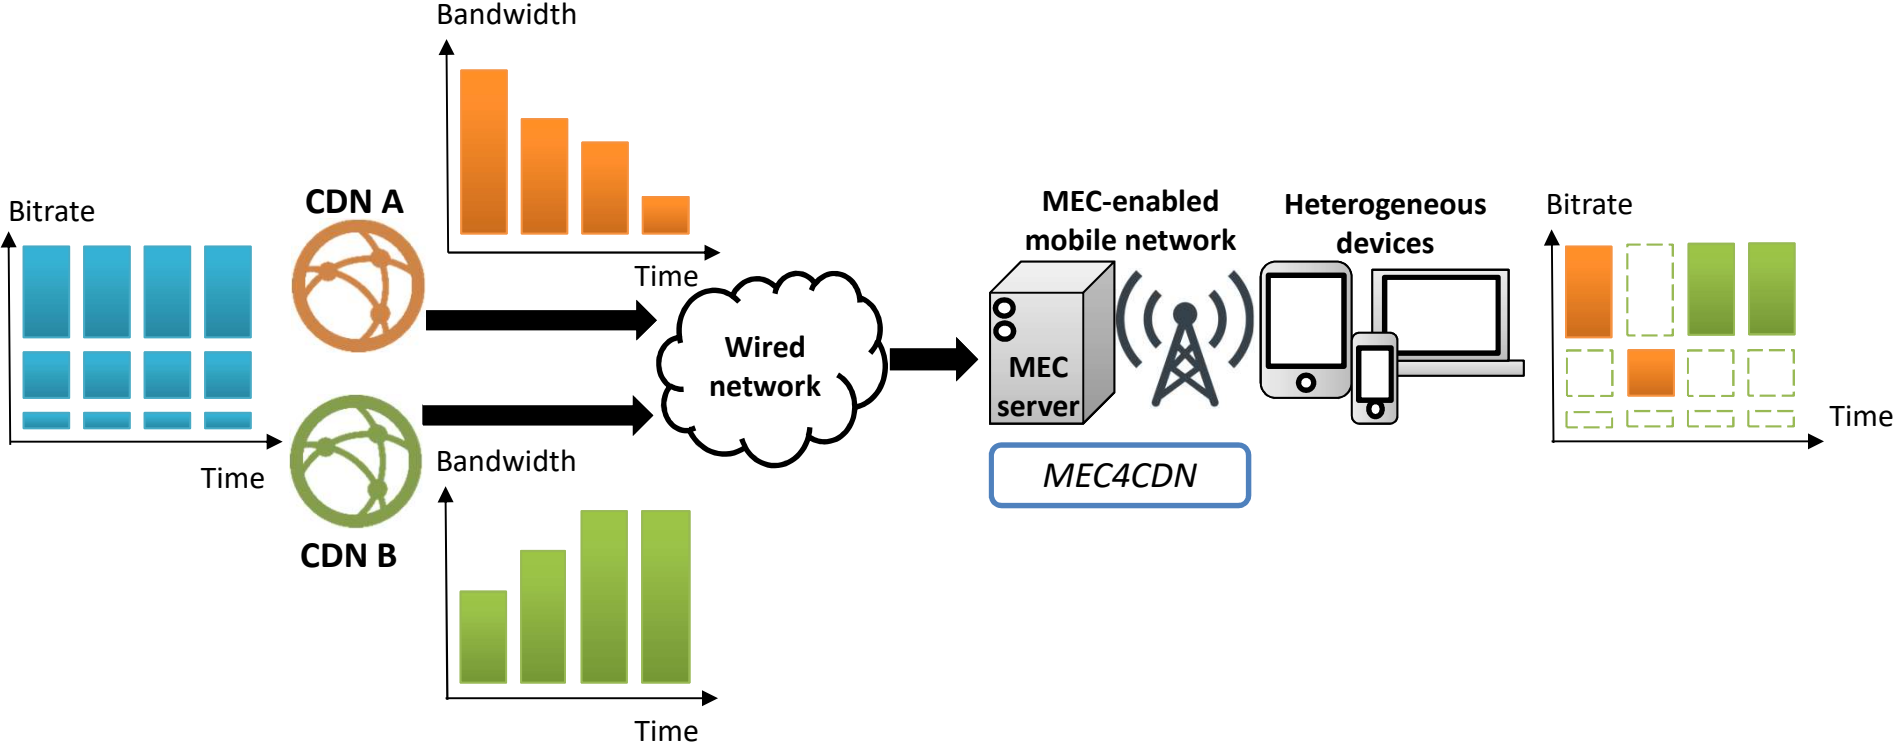 Bandwidth
Time
Bitrate
Time
CDN A
CDN B
Bandwidth
Time
Wired
network
MEC-enabled
mobile network
MEC
server
MEC4CDN
Heterogeneous
devices
Bitrate
Time